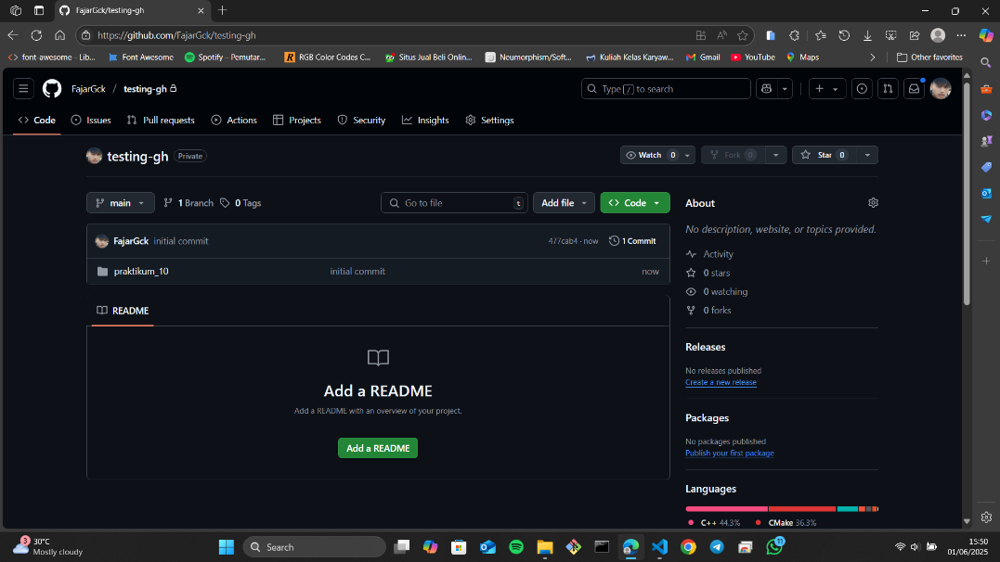 FajarGck/testing-gh
https://github.com/FajarGck/testing-gh
font-awesome - Lib...
Font Awesome
Spotify – Pemutar...
RGB Color Codes C...
Situs Jual Beli Onlin...
Neumorphism/Soft...
Kuliah Kelas Karyaw...
Gmail
YouTube
Maps
Other favorites
FajarGck / testing-gh
Type / to search
Code
Issues
Pull requests
Actions
Projects
Security
Insights
Settings
testing-gh Private
Watch 0
Fork 0
Star 0
main
1 Branch
0 Tags
Go to file t
Add file
Code
FajarGck initial commit
477cab4 · now
1 Commit
praktikum_10
initial commit
now
README
Add a README
Add a README with an overview of your project.
Add a README
About
No description, website, or topics provided.
Activity
0 stars
0 watching
0 forks
Releases
No releases published
Create a new release
Packages
No packages published
Publish your first package
Languages
C++ 44.3%
CMake 36.3%
3
30°C
Mostly cloudy
Search
11
15:50
01/06/2025